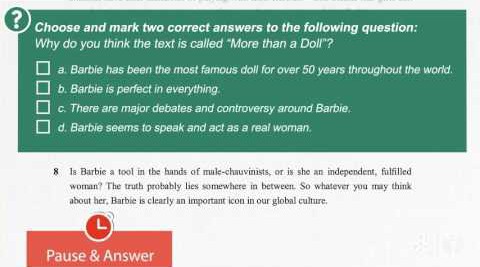 ?
Choose and mark two correct answers to the following question:
Why do you think the text is called “More than a Doll”?
a. Barbie has been the most famous doll for over 50 years throughout the world.
b. Barbie is perfect in everything.
c. There are major debates and controversy around Barbie.
d. Barbie seems to speak and act as a real woman.
8 Is Barbie a tool in the hands of male-chauvinists, or is she an independent, fulfilled
woman? The truth probably lies somewhere in between. So whatever you may think
about her, Barbie is clearly an important icon in our global culture.
Pause & Answer